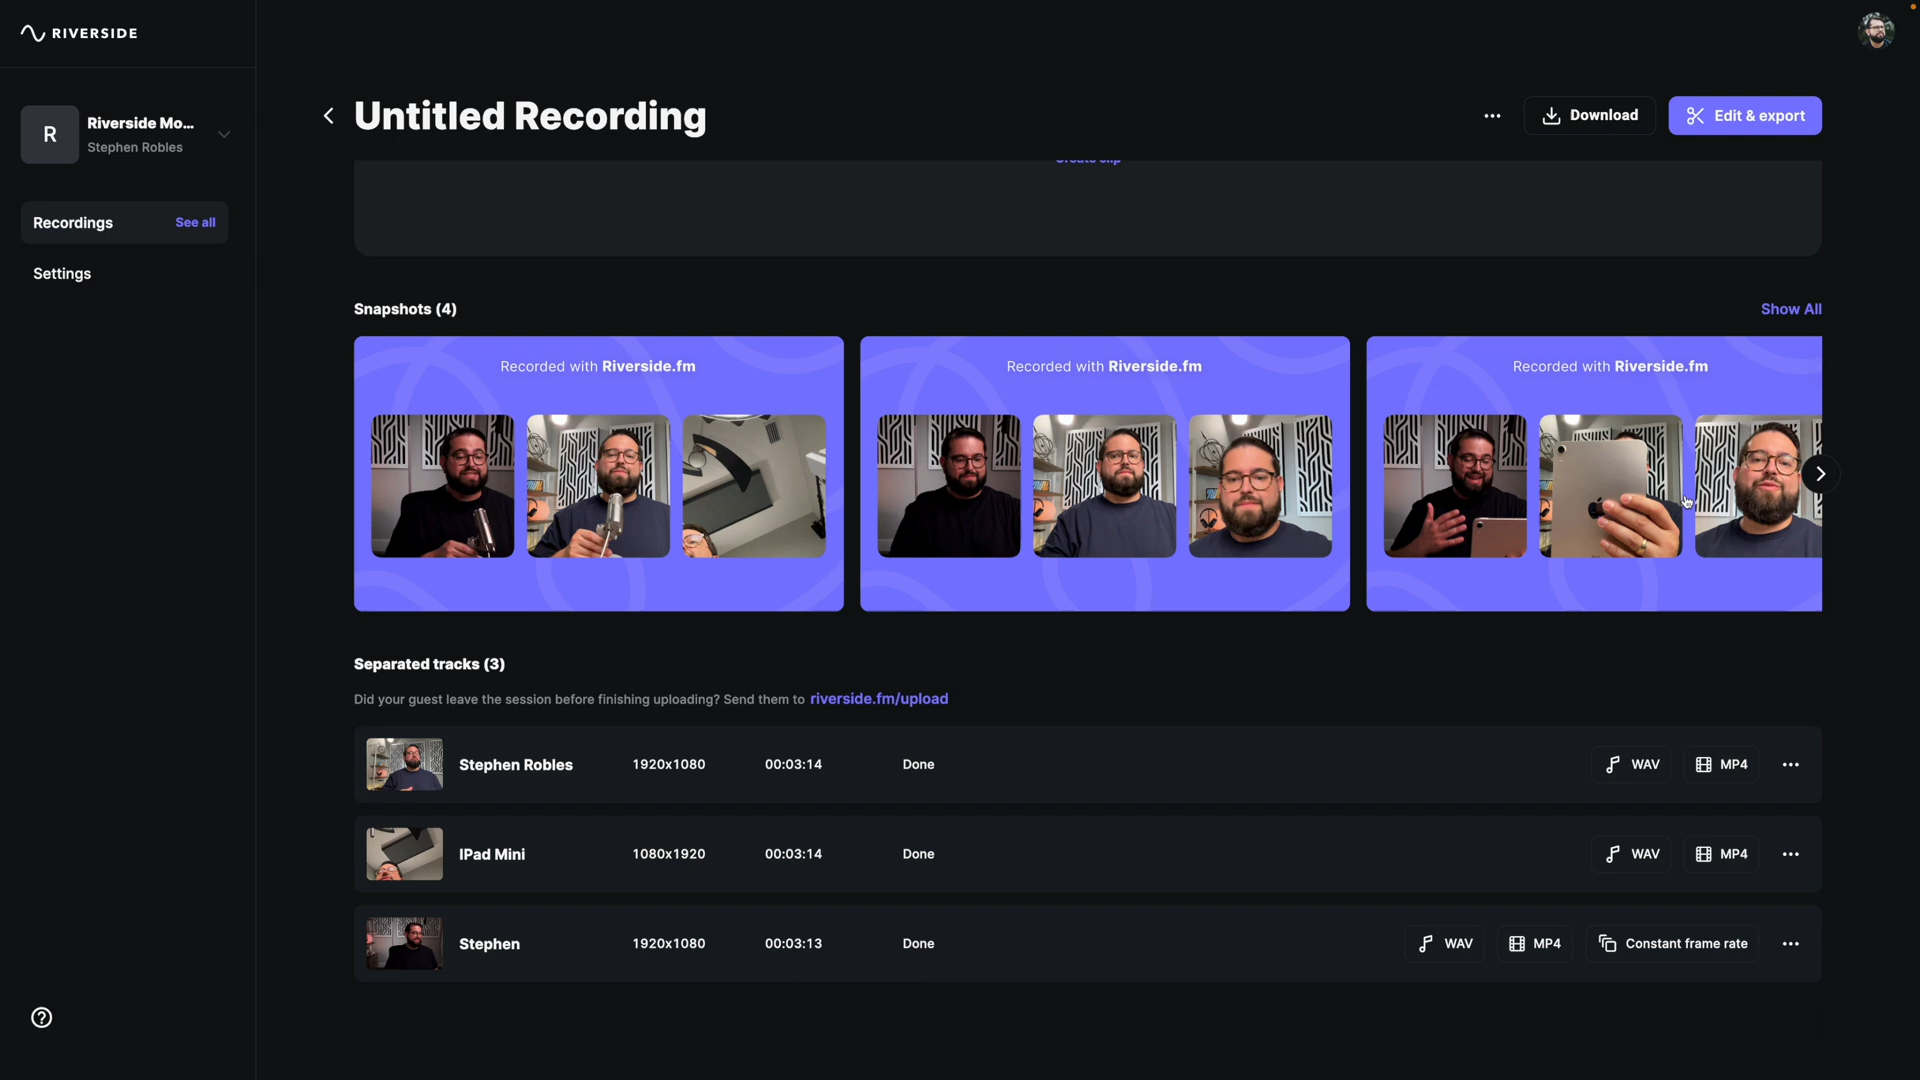 RIVERSIDE
R
Riverside Mo...
Stephen Robles
Recordings
See all
Settings
Untitled Recording
Download
Edit & export
Create clip
Snapshots (4)
Show All
Recorded with Riverside.fm
Recorded with Riverside.fm
Recorded with Riverside.fm
Separated tracks (3)
Did your guest leave the session before finishing uploading? Send them to riverside.fm/upload
Stephen Robles 1920x1080 00:03:14 Done WAV MP4
IPad Mini 1080x1920 00:03:14 Done WAV MP4
Stephen 1920x1080 00:03:13 Done WAV MP4 Constant frame rate